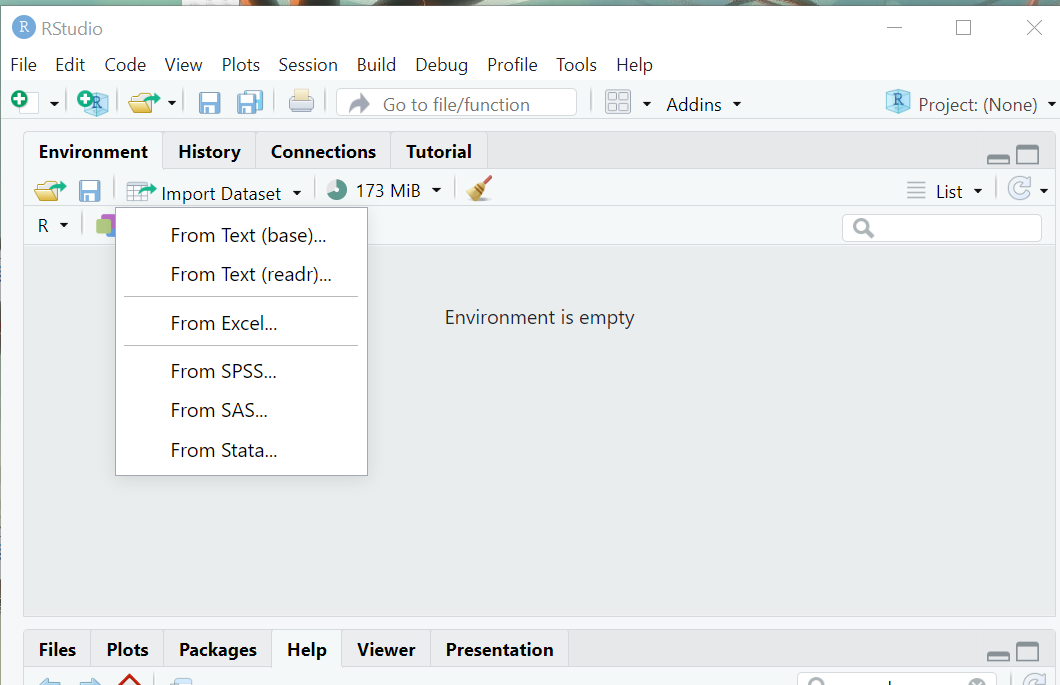 RStudio
File Edit Code View Plots Session Build Debug Profile Tools Help
Go to file/function Addins Project: (None)
Environment History Connections Tutorial
Import Dataset 173 MiB List
R
From Text (base)...
From Text (readr)...
From Excel...
From SPSS...
From SAS...
From Stata...
Environment is empty
Files Plots Packages Help Viewer Presentation